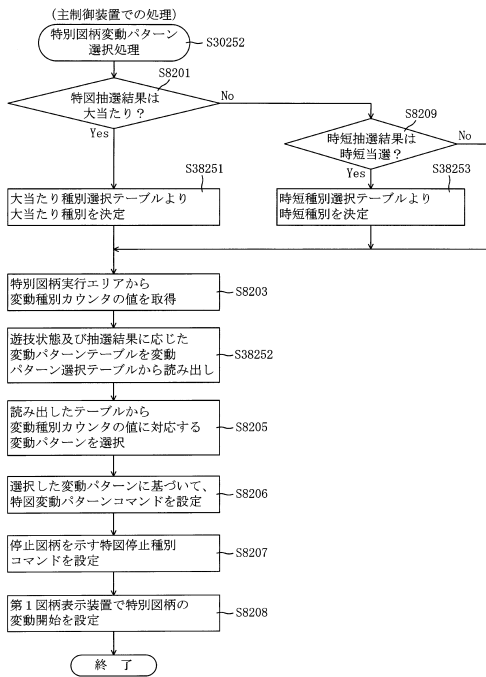 (主制御装置での処理)
特別図柄変動パターン
選択処理
S30252
S8201
特図抽選結果は
大当たり？
No
Yes
S8209
時短抽選結果は
時短当選？
No
Yes
S38251
大当たり種別選択テーブルより
大当たり種別を決定
S38253
時短種別選択テーブルより
時短種別を決定
特別図柄実行エリアから
変動種別カウンタの値を取得
S8203
遊技状態及び抽選結果に応じた
変動パターンテーブルを変動
パターン選択テーブルから読み出し
S38252
読み出したテーブルから
変動種別カウンタの値に対応する
変動パターンを選択
S8205
選択した変動パターンに基づいて、
特図変動パターンコマンドを設定
S8206
停止図柄を示す特図停止種別
コマンドを設定
S8207
第１図柄表示装置で特別図柄の
変動開始を設定
S8208
終 了